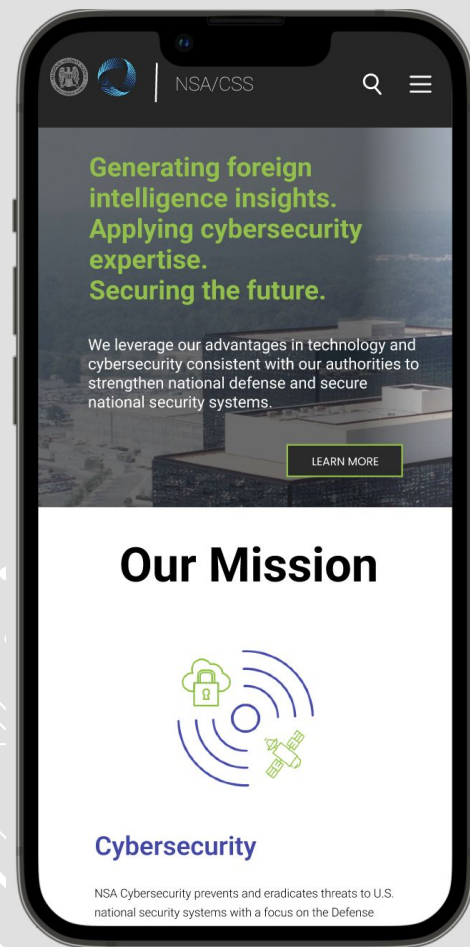 NSA/CSS
Generating foreign
intelligence insights.
Applying cybersecurity
expertise.
Securing the future.
We leverage our advantages in technology and
cybersecurity consistent with our authorities to
strengthen national defense and secure
national security systems.
LEARN MORE
Our Mission
Cybersecurity
NSA Cybersecurity prevents and eradicates threats to U.S.
national security systems with a focus on the Defense